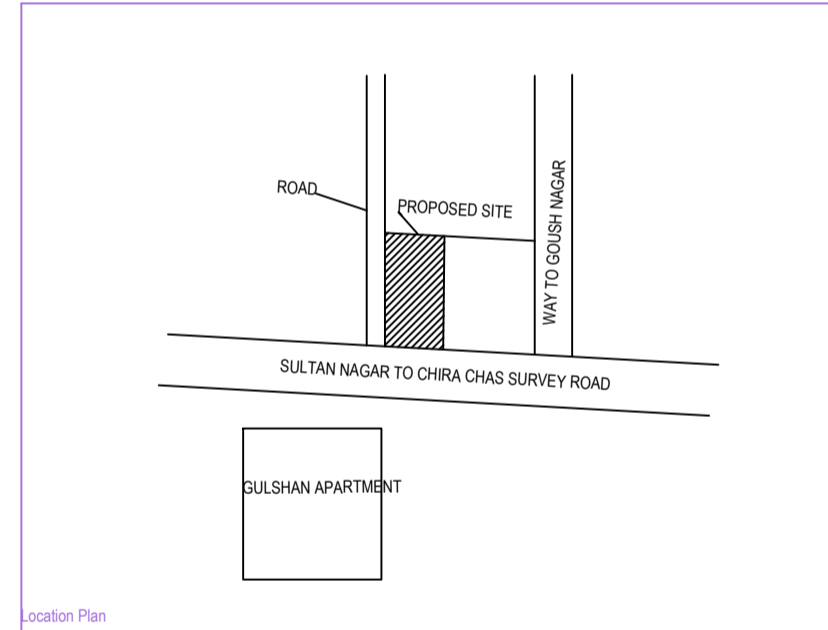 ROAD
PROPOSED SITE
WAY TO GOUSH NAGAR
SULTAN NAGAR TO CHIRA CHAS SURVEY ROAD
GULSHAN APARTMENT
Location Plan